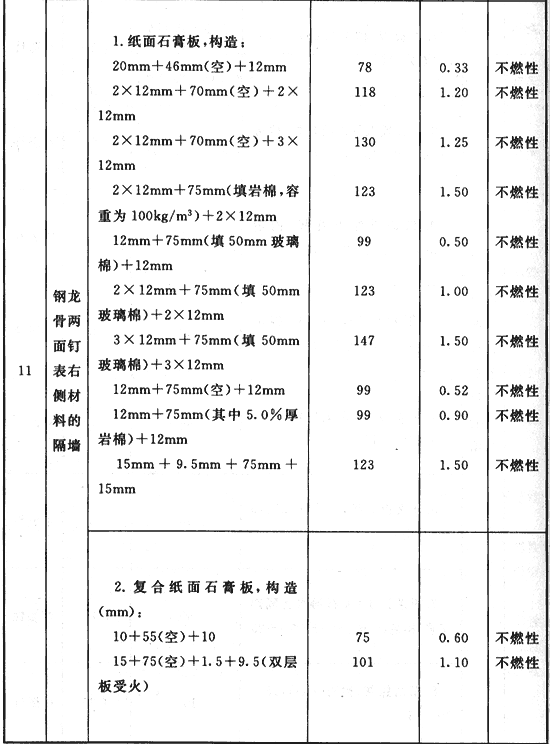 11
钢龙
骨两
面钉
表右
侧材
料的
隔墙
1. 纸面石膏板,构造:
20mm+46mm(空)+12mm 78 0.33 不燃性
2×12mm+70mm(空)+2× 118 1.20 不燃性
12mm
2×12mm+70mm(空)+3× 130 1.25 不燃性
12mm
2×12mm+75mm(填岩棉,容 123 1.50 不燃性
重为 100kg/m³)+2×12mm
12mm+75mm(填 50mm 玻璃 99 0.50 不燃性
棉)+12mm
2×12mm+75mm(填 50mm 123 1.00 不燃性
玻璃棉)+2×12mm
3×12mm+75mm(填 50mm 147 1.50 不燃性
玻璃棉)+3×12mm
12mm+75mm(空)+12mm 99 0.52 不燃性
12mm+75mm(其中 5.0%厚 99 0.90 不燃性
岩棉)+12mm
15mm + 9.5mm + 75mm + 123 1.50 不燃性
15mm
2. 复合纸面石膏板,构造
(mm):
10+55(空)+10 75 0.60 不燃性
15+75(空)+1.5+9.5(双层 101 1.10 不燃性
板受火)